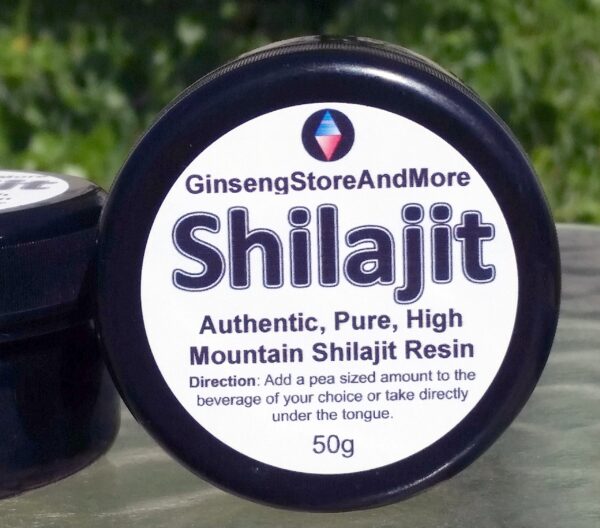 GinsengStoreAndMore
Shilajit
Authentic, Pure, High
Mountain Shilajit Resin
Direction: Add a pea sized amount to the
beverage of your choice or take directly
under the tongue.
50g